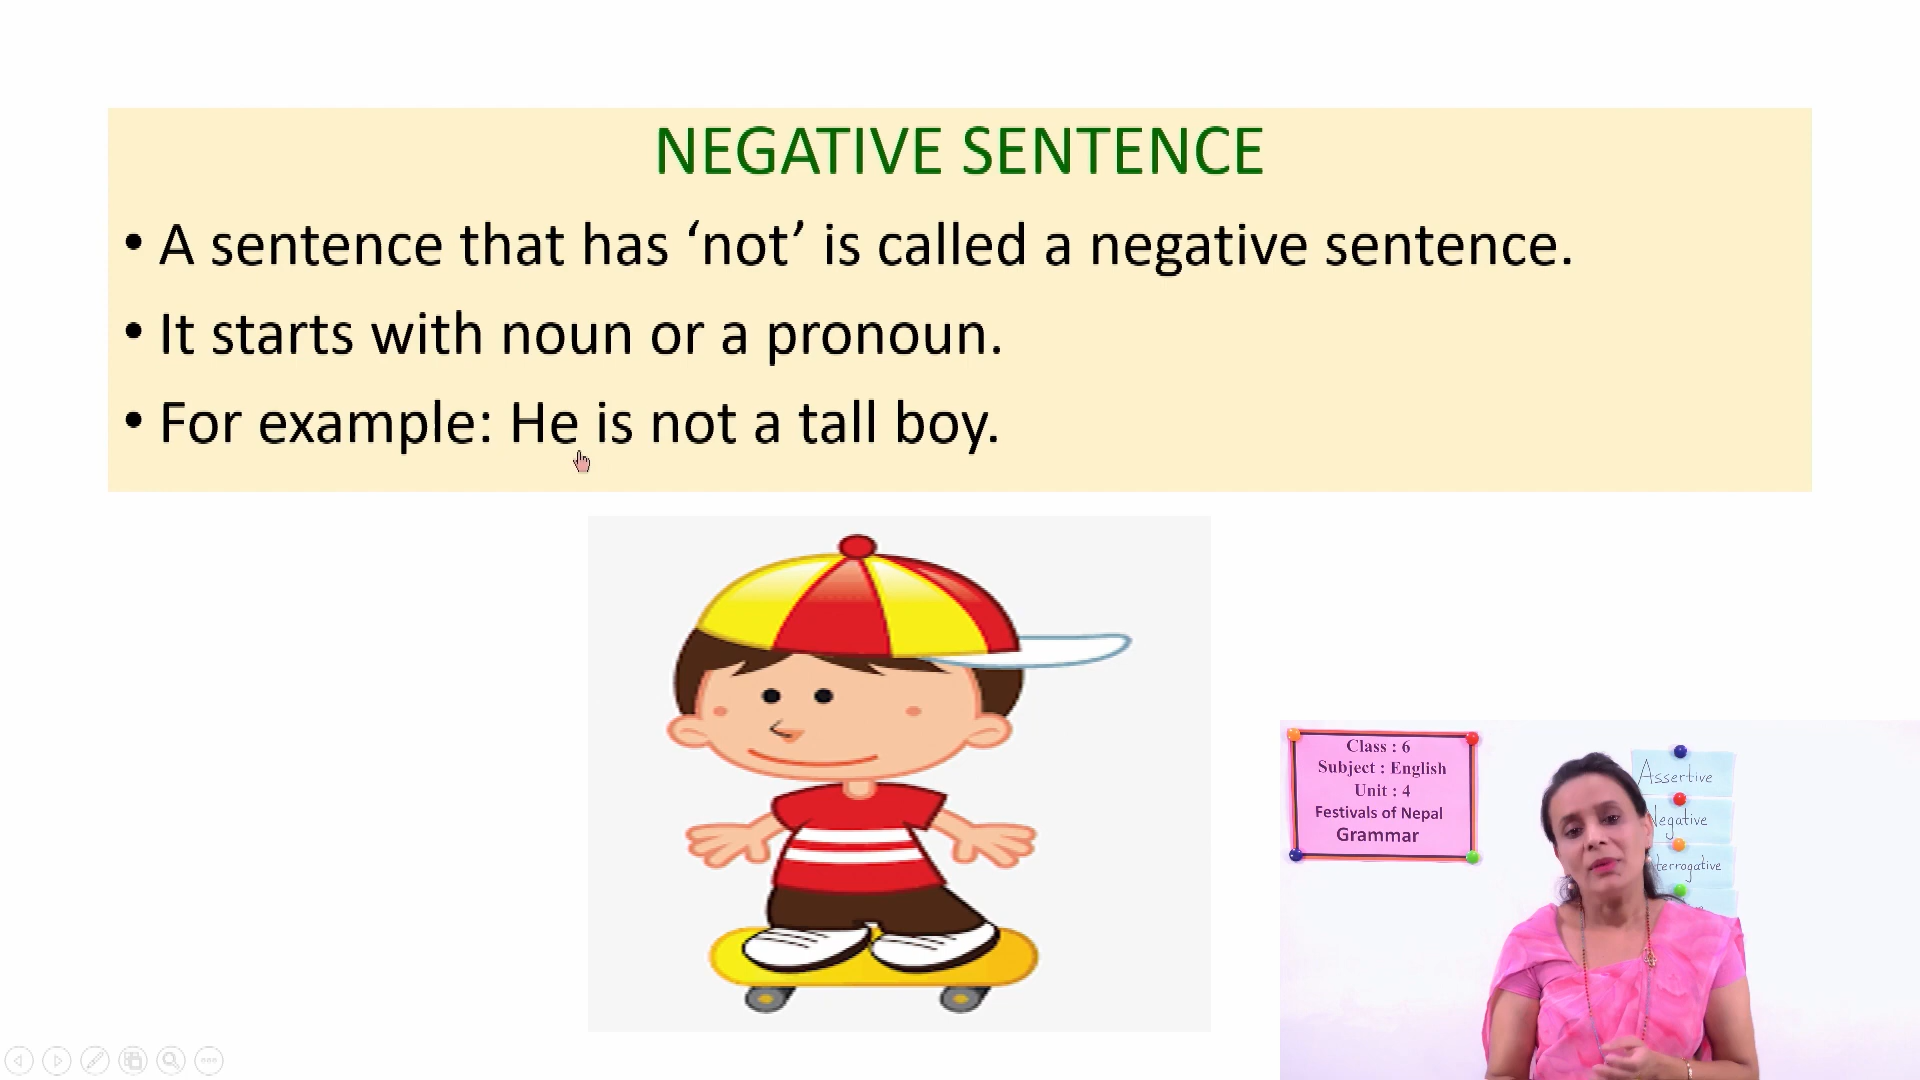 NEGATIVE SENTENCE
• A sentence that has ‘not’ is called a negative sentence.
• It starts with noun or a pronoun.
• For example: He is not a tall boy.
Class : 6
Subject : English
Unit : 4
Festivals of Nepal
Grammar
Assertive
Negative
terrogative